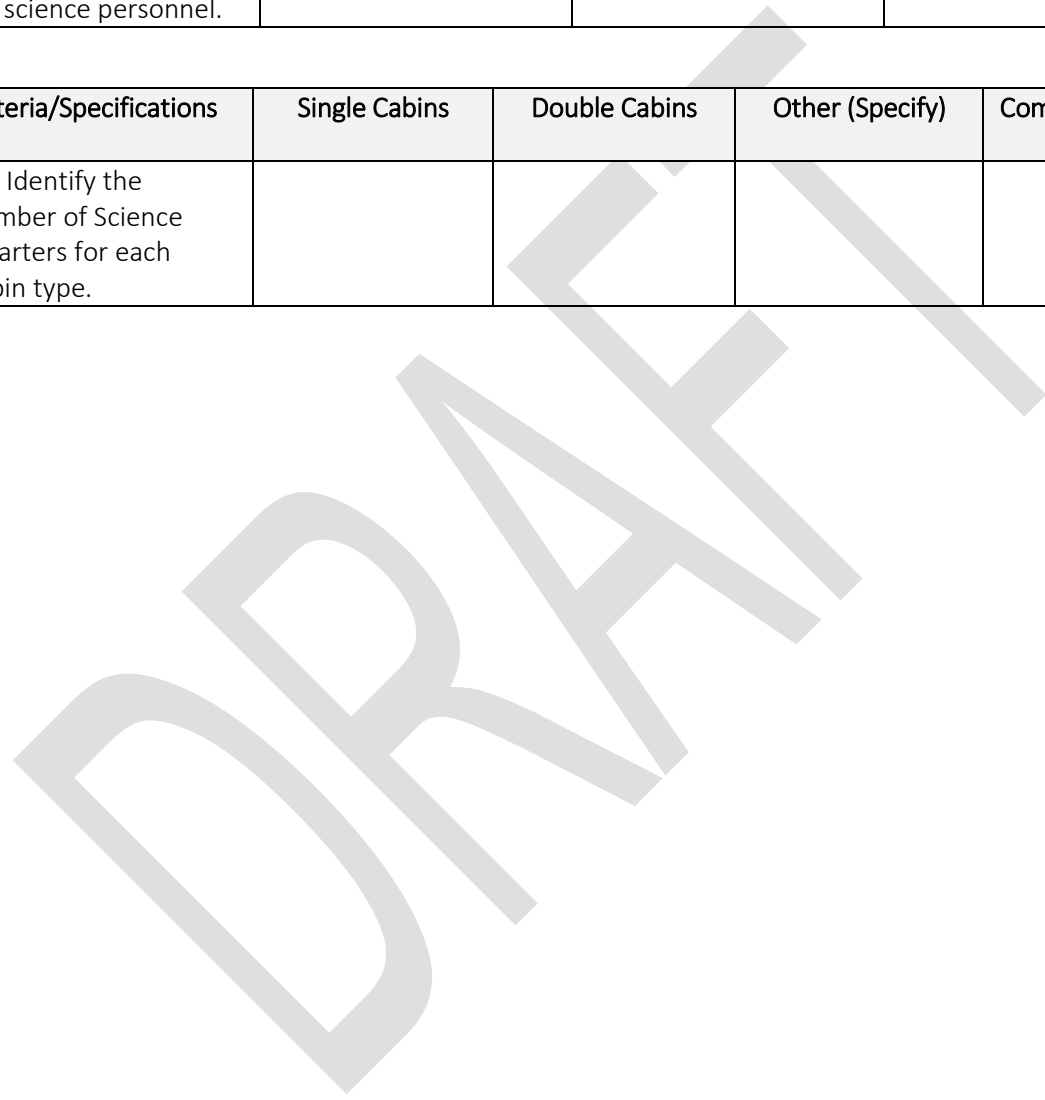 science personnel.
teria/Specifications Single Cabins Double Cabins Other (Specify) Com
Identify the
mber of Science
arters for each
bin type.
DRAFT